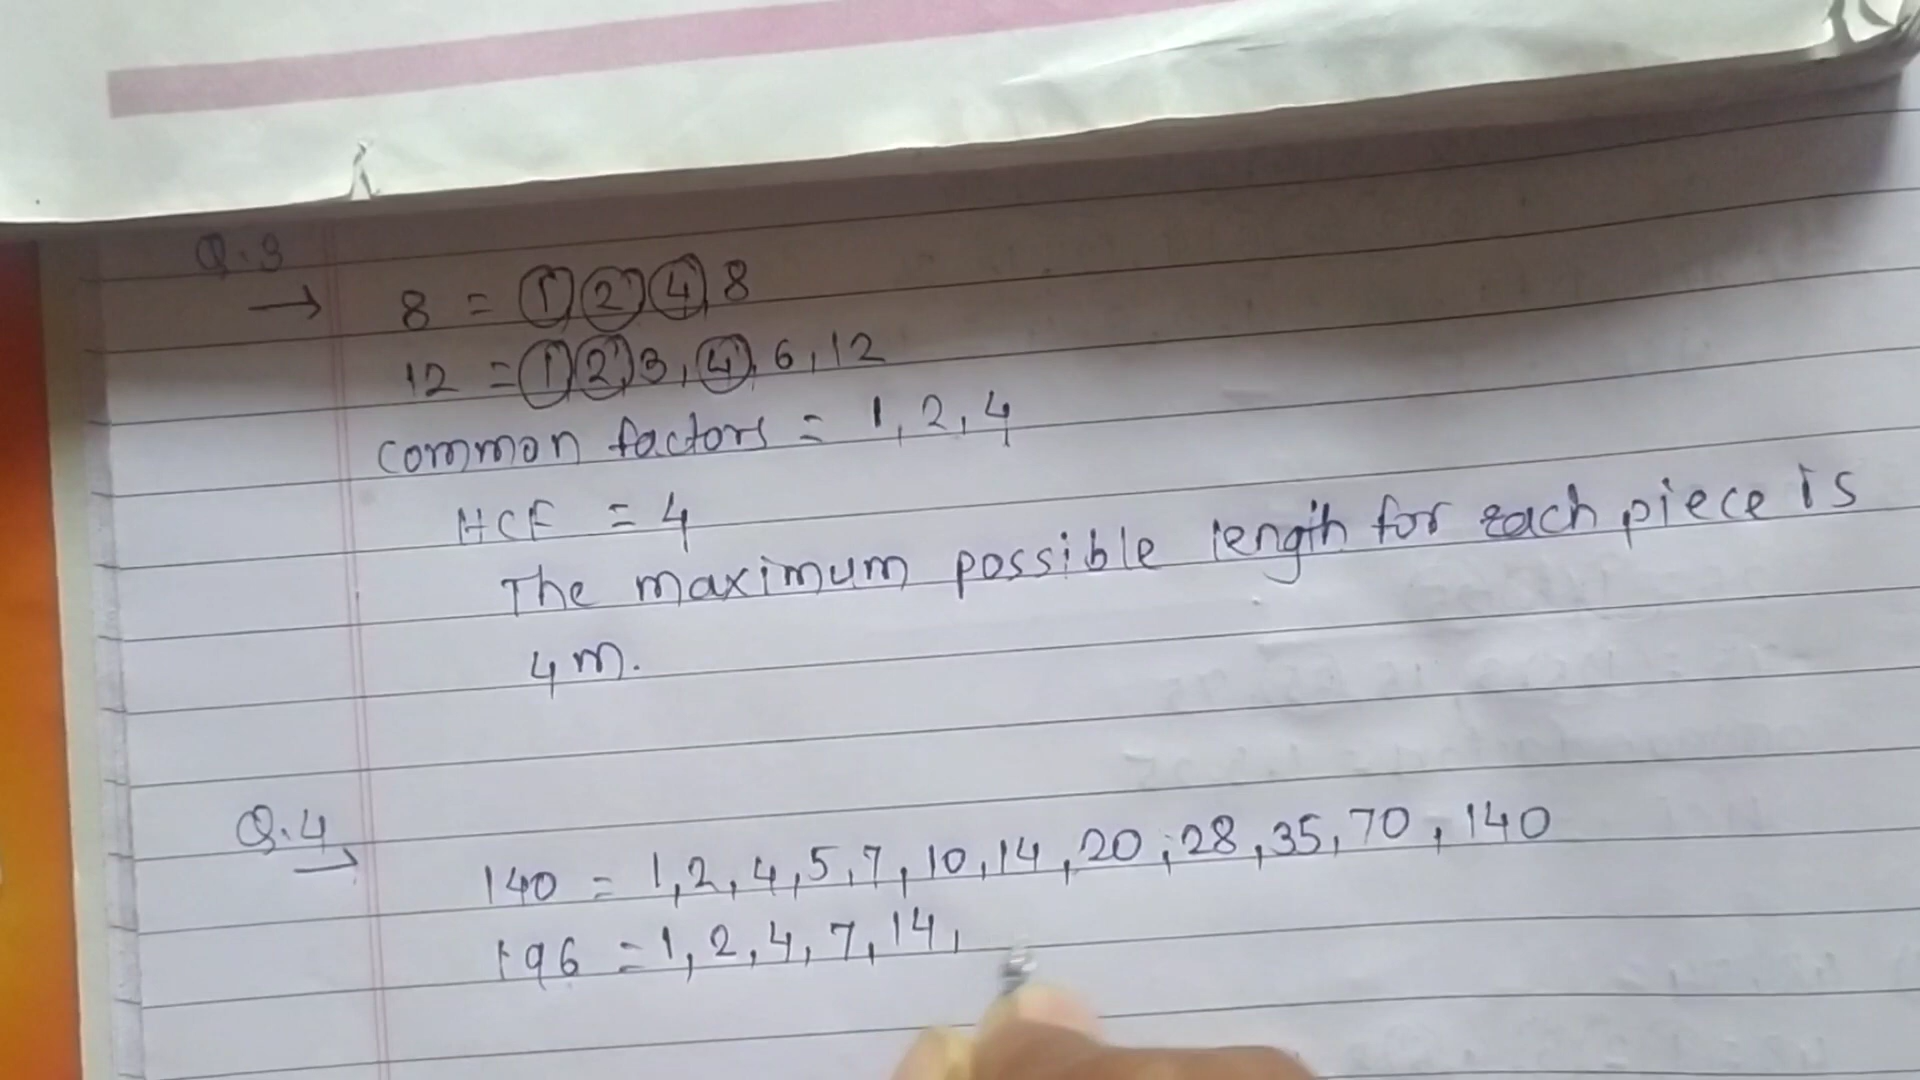 Q.3
→ 8 = 1, 2, 4, 8
12 = 1, 2, 3, 4, 6, 12
common factors = 1, 2, 4
HCF = 4
The maximum possible length for each piece is
4 m.
Q.4
→ 140 = 1, 2, 4, 5, 7, 10, 14, 20, 28, 35, 70, 140
196 = 1, 2, 4, 7, 14,